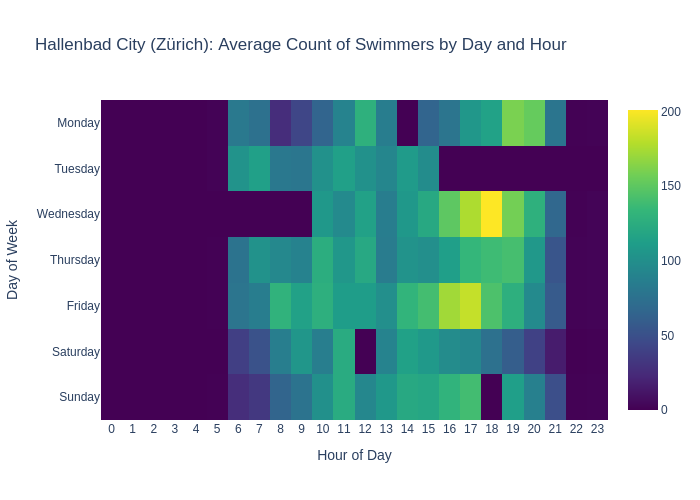 Hallenbad City (Zürich): Average Count of Swimmers by Day and Hour
Day of Week
Monday
Tuesday
Wednesday
Thursday
Friday
Saturday
Sunday
0 1 2 3 4 5 6 7 8 9 10 11 12 13 14 15 16 17 18 19 20 21 22 23
Hour of Day
200
150
100
50
0